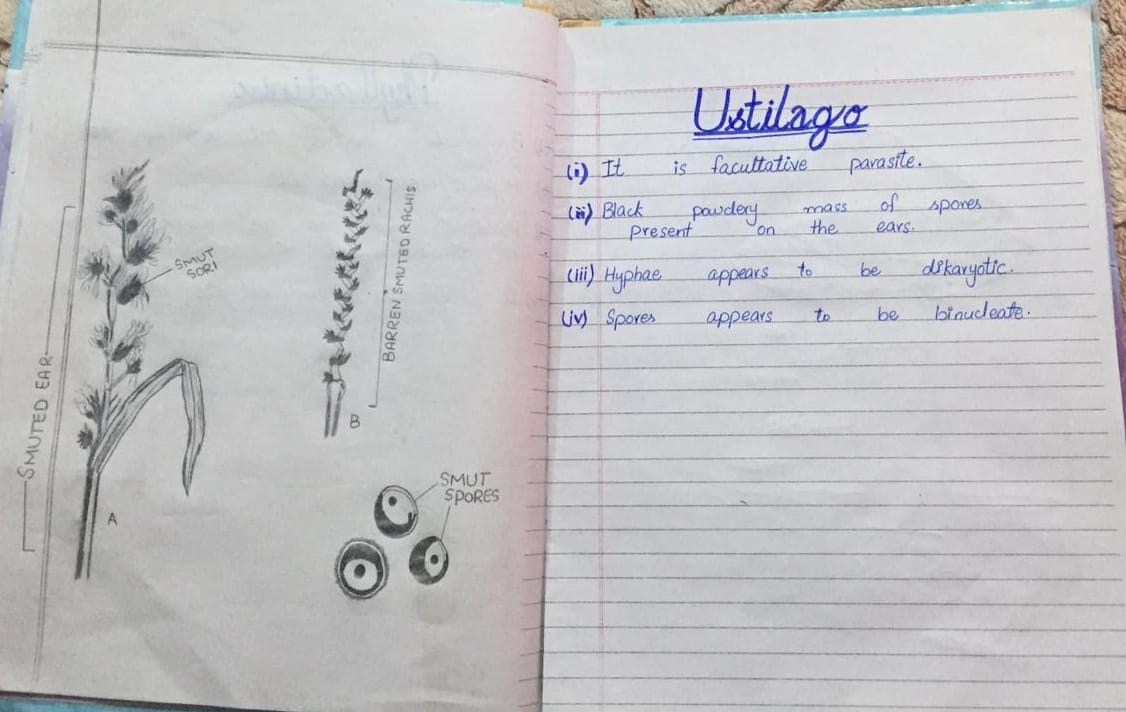 SMUTED EAR
SMUT
SORI
A
BARREN SMUTED RACHIS
B
SMUT
SPORES
Ustilago
(i) It is facultative parasite.
(ii) Black powdery mass of spores
present on the ears.
(iii) Hyphae appears to be dikaryotic.
(iv) Spores appears to be binucleate.